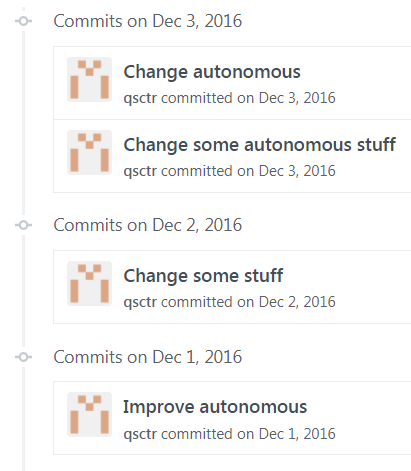 Commits on Dec 3, 2016
Change autonomous
qsctr committed on Dec 3, 2016
Change some autonomous stuff
qsctr committed on Dec 3, 2016
Commits on Dec 2, 2016
Change some stuff
qsctr committed on Dec 2, 2016
Commits on Dec 1, 2016
Improve autonomous
qsctr committed on Dec 1, 2016